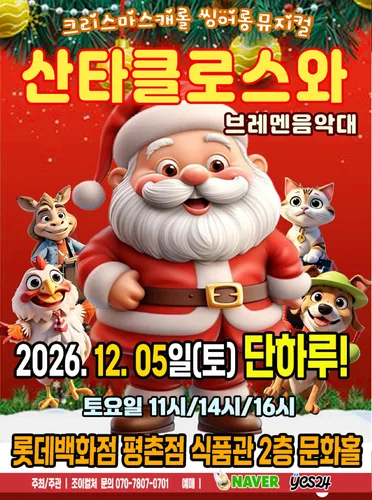 크리스마스캐롤 씽어롱뮤지컬
산타클로스와
브레멘음악대
2026. 12. 05일(토) 단하루!
토요일 11시/14시/16시
롯데백화점 평촌점 식품관 2층 문화홀
주최/주관 | 조이컬쳐 문의 070-7807-0701 예매 | NAVER yes24